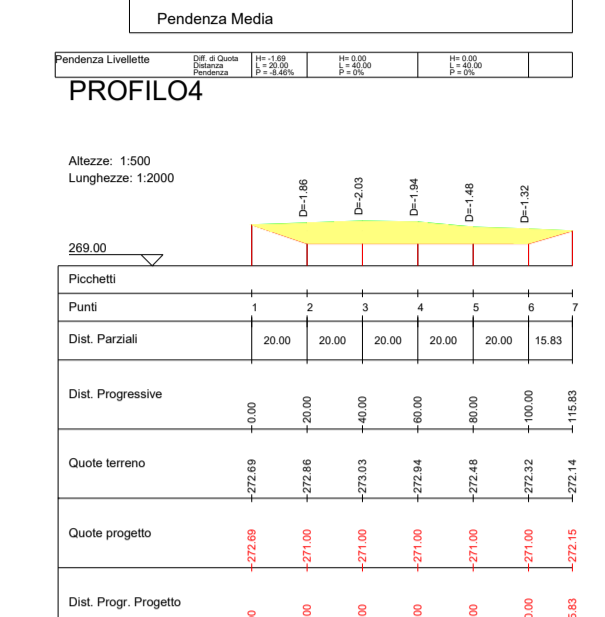 Pendenza Media
Pendenza Livellette
Diff. di Quota H= -1.69 H= 0.00 H= 0.00
Distanza L = 20.00 L = 40.00 L = 40.00
Pendenza P = -8.46% P = 0% P = 0%
PROFILO4
Altezze: 1:500
Lunghezze: 1:2000
D=-1.86 D=-2.03 D=-1.94 D=-1.48 D=-1.32
269.00
Picchetti
Punti 1 2 3 4 5 6 7
Dist. Parziali 20.00 20.00 20.00 20.00 20.00 15.83
Dist. Progressive 0.00 20.00 40.00 60.00 80.00 100.00 115.83
Quote terreno 272.69 272.86 273.03 272.94 272.48 272.32 272.14
Quote progetto 272.69 271.00 271.00 271.00 271.00 271.00 272.15
Dist. Progr. Progetto